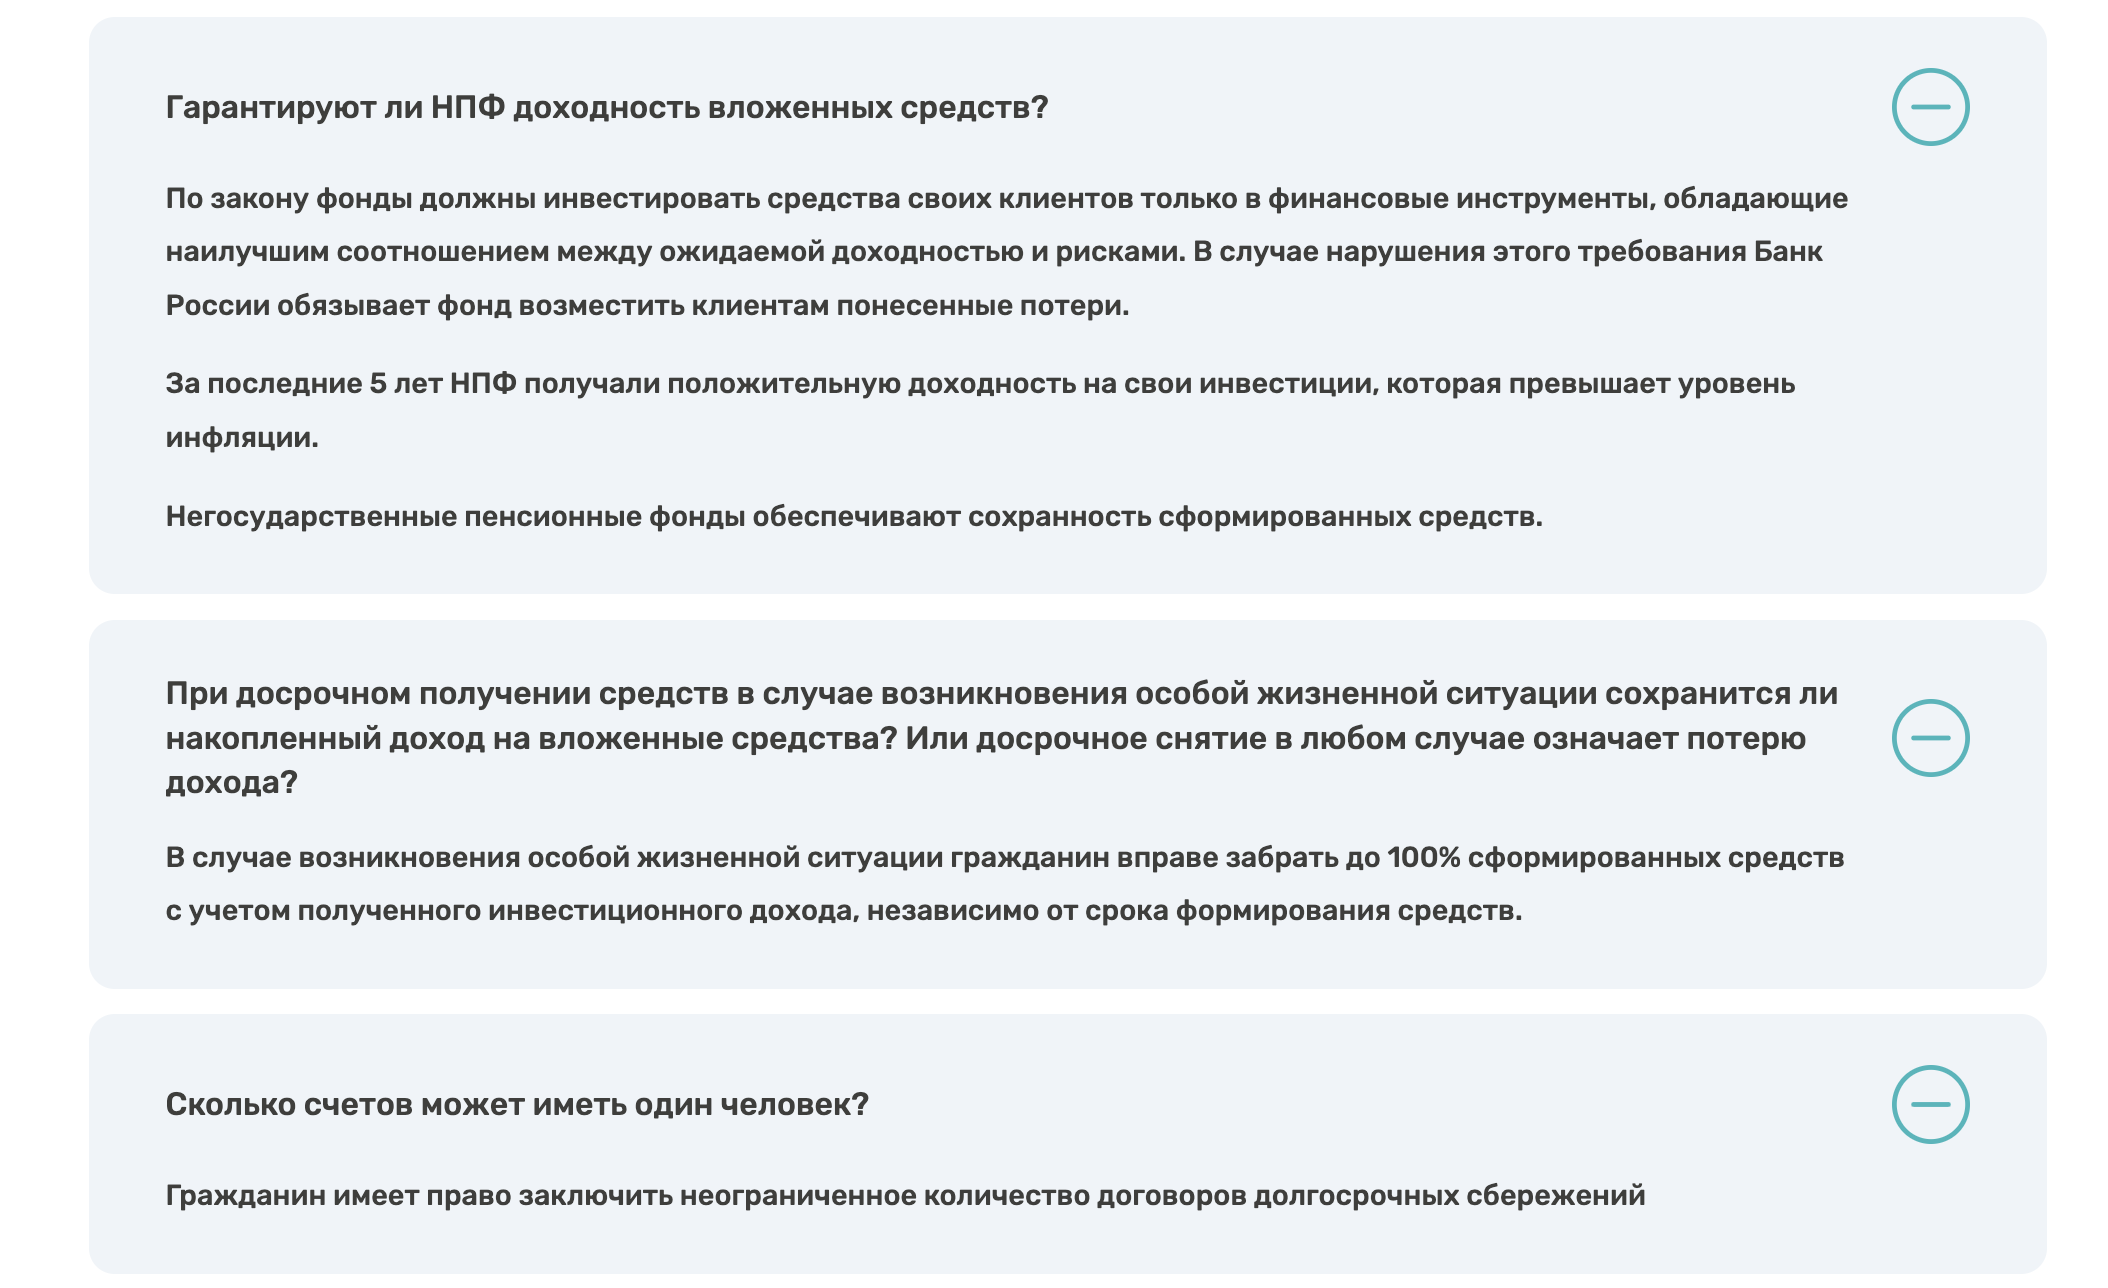 Гарантируют ли НПФ доходность вложенных средств?
По закону фонды должны инвестировать средства своих клиентов только в финансовые инструменты, обладающие
наилучшим соотношением между ожидаемой доходностью и рисками. В случае нарушения этого требования Банк
России обязывает фонд возместить клиентам понесенные потери.
За последние 5 лет НПФ получали положительную доходность на свои инвестиции, которая превышает уровень
инфляции.
Негосударственные пенсионные фонды обеспечивают сохранность сформированных средств.
При досрочном получении средств в случае возникновения особой жизненной ситуации сохранится ли
накопленный доход на вложенные средства? Или досрочное снятие в любом случае означает потерю
дохода?
В случае возникновения особой жизненной ситуации гражданин вправе забрать до 100% сформированных средств
с учетом полученного инвестиционного дохода, независимо от срока формирования средств.
Сколько счетов может иметь один человек?
Гражданин имеет право заключить неограниченное количество договоров долгосрочных сбережений